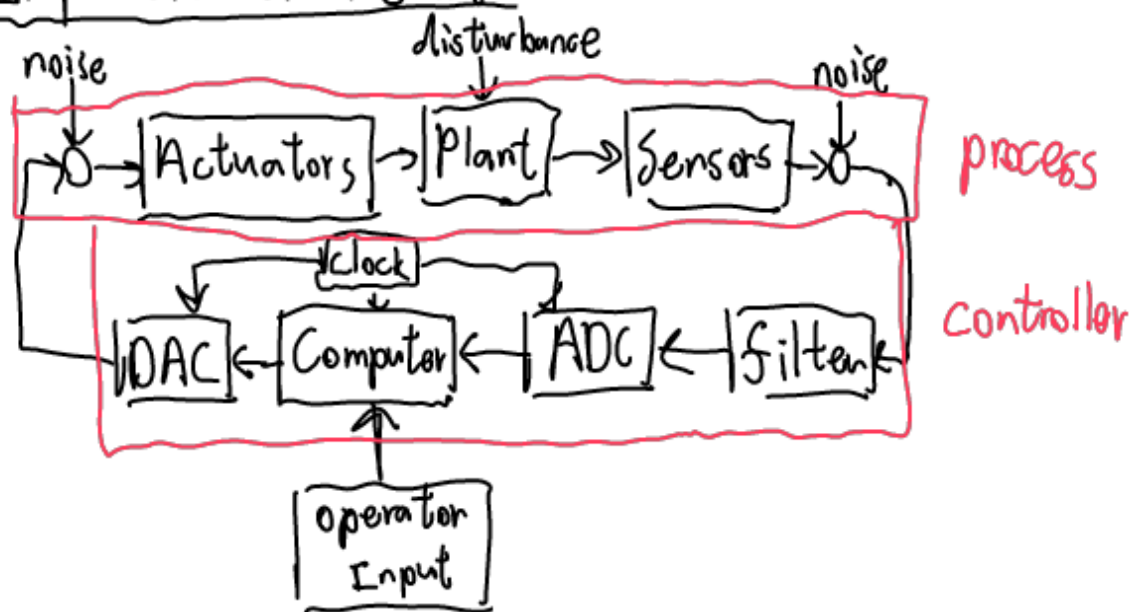 disturbance
noise
noise
Actuators
Plant
Sensors
process
clock
controller
DAC
Computer
ADC
filter
operator
Input